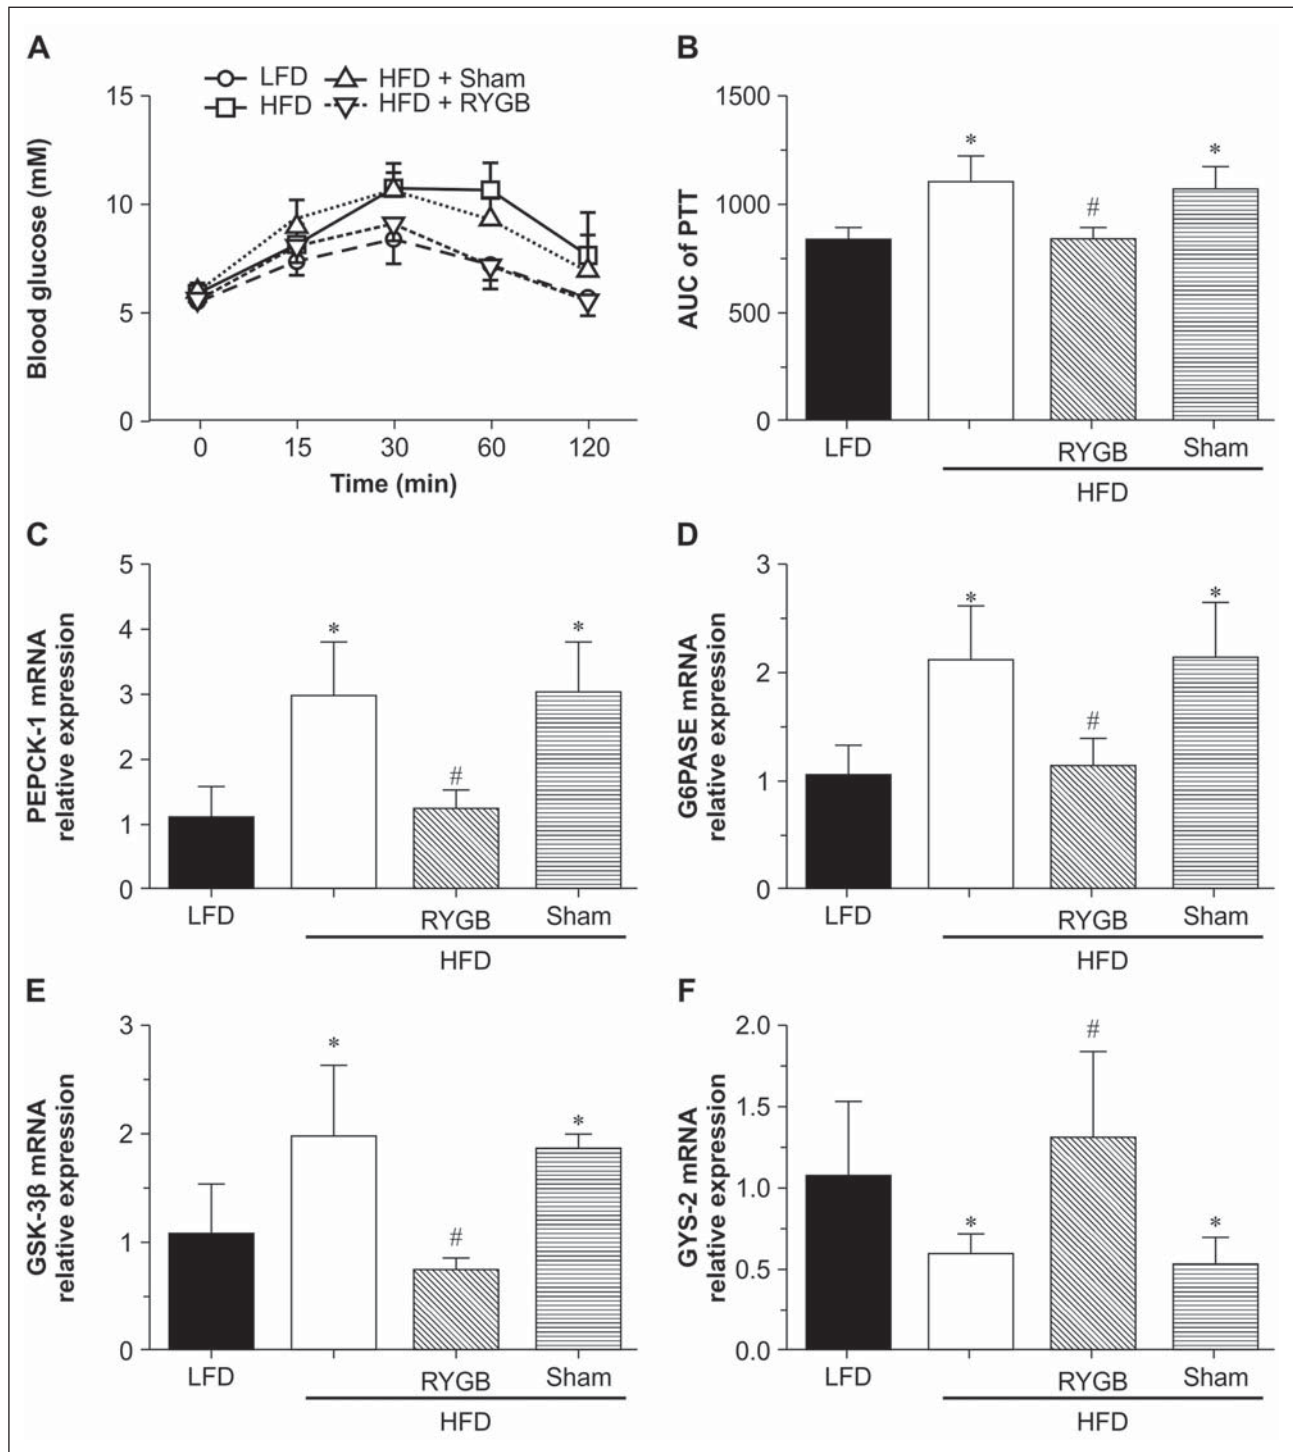 A
LFD
HFD + Sham
HFD
HFD + RYGB
15
10
5
0
Blood glucose (mM)
0
15
30
60
120
Time (min)
B
1500
1000
500
0
AUC of PTT
*
#
*
LFD
RYGB
Sham
HFD
C
5
4
3
2
1
0
PEPCK-1 mRNA
relative expression
*
#
*
LFD
RYGB
Sham
HFD
D
3
2
1
0
G6PASE mRNA
relative expression
*
#
*
LFD
RYGB
Sham
HFD
E
3
2
1
0
GSK-3β mRNA
relative expression
*
#
*
LFD
RYGB
Sham
HFD
F
2.0
1.5
1.0
0.5
0.0
GYS-2 mRNA
relative expression
*
#
*
LFD
RYGB
Sham
HFD